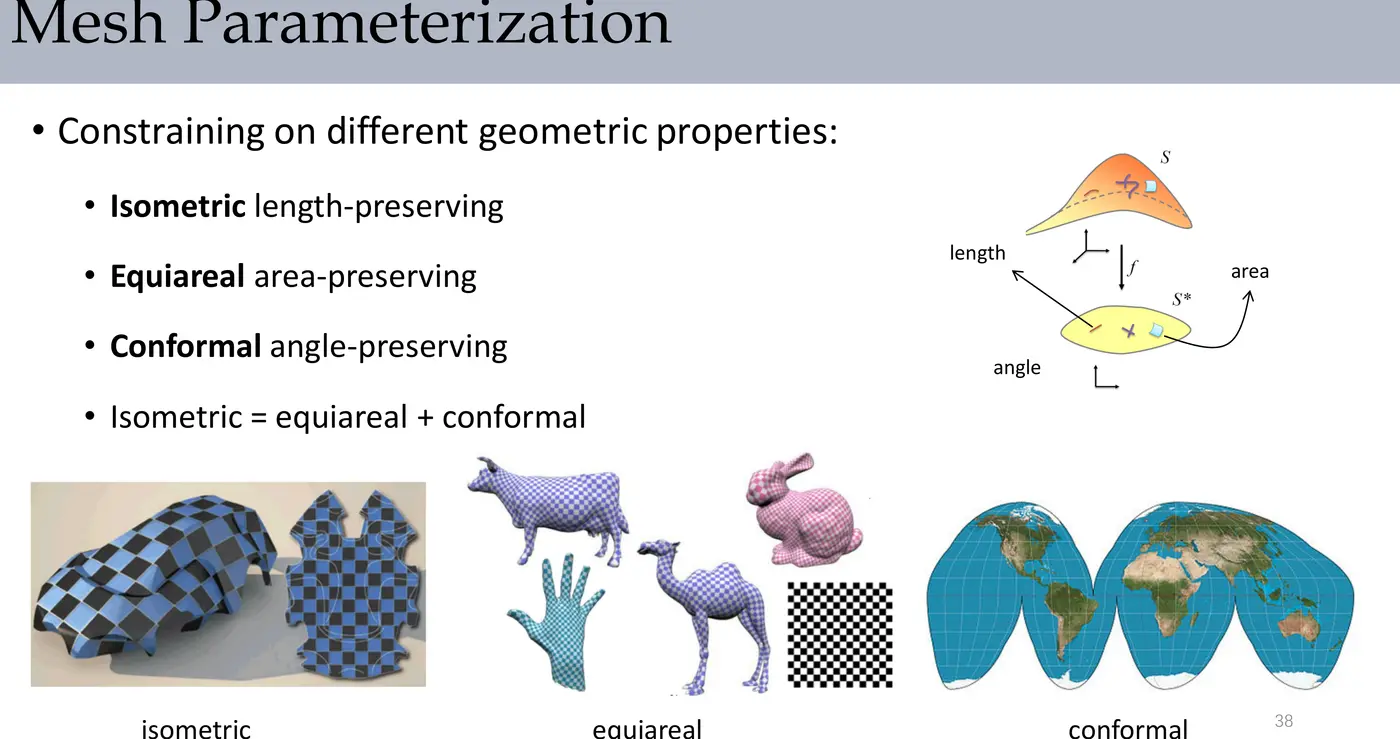 Mesh Parameterization
• Constraining on different geometric properties:
• Isometric length-preserving
• Equiareal area-preserving
• Conformal angle-preserving
• Isometric = equiareal + conformal
S
length
f
area
S*
angle
isometric
equiareal
conformal
38